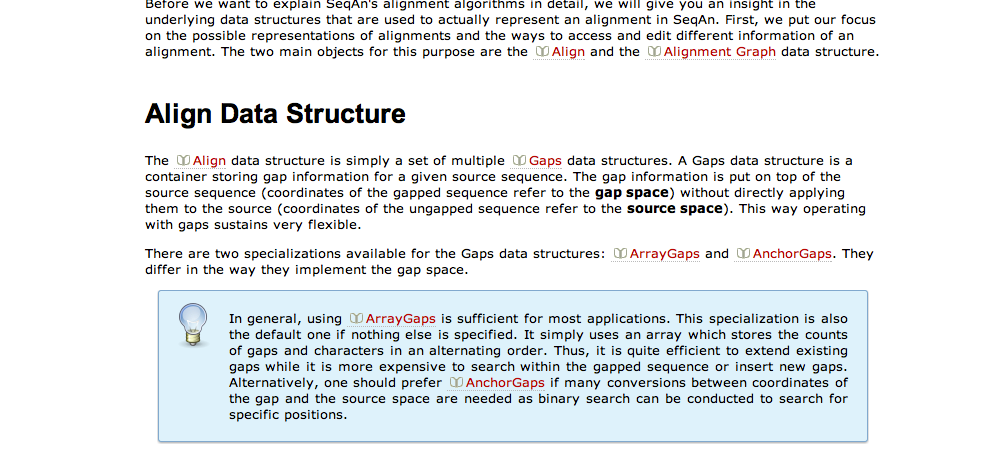 Before we want to explain SeqAn's alignment algorithms in detail, we will give you an insight in the
underlying data structures that are used to actually represent an alignment in SeqAn. First, we put our focus
on the possible representations of alignments and the ways to access and edit different information of an
alignment. The two main objects for this purpose are the Align and the Alignment Graph data structure.
Align Data Structure
The Align data structure is simply a set of multiple Gaps data structures. A Gaps data structure is a
container storing gap information for a given source sequence. The gap information is put on top of the
source sequence (coordinates of the gapped sequence refer to the gap space) without directly applying
them to the source (coordinates of the ungapped sequence refer to the source space). This way operating
with gaps sustains very flexible.
There are two specializations available for the Gaps data structures: ArrayGaps and AnchorGaps. They
differ in the way they implement the gap space.
In general, using ArrayGaps is sufficient for most applications. This specialization is also
the default one if nothing else is specified. It simply uses an array which stores the counts
of gaps and characters in an alternating order. Thus, it is quite efficient to extend existing
gaps while it is more expensive to search within the gapped sequence or insert new gaps.
Alternatively, one should prefer AnchorGaps if many conversions between coordinates of
the gap and the source space are needed as binary search can be conducted to search for
specific positions.